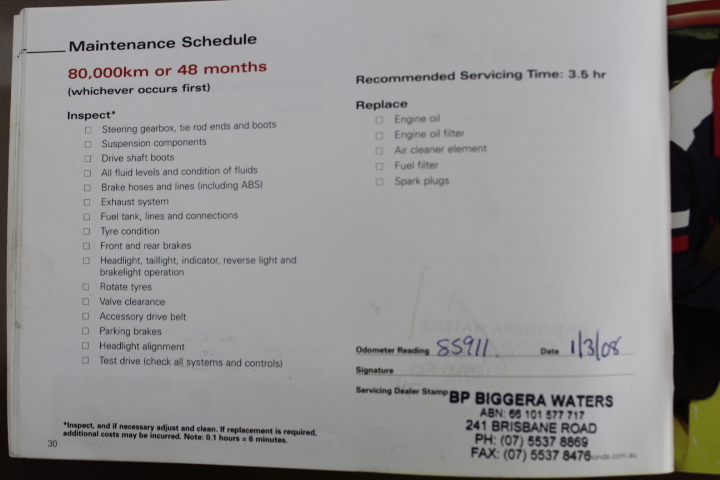 Maintenance Schedule
80,000km or 48 months
(whichever occurs first)
Inspect*
Steering gearbox, tie rod ends and boots
Suspension components
Drive shaft boots
All fluid levels and condition of fluids
Brake hoses and lines (including ABS)
Exhaust system
Fuel tank, lines and connections
Tyre condition
Front and rear brakes
Headlight, taillight, indicator, reverse light and
brakelight operation
Rotate tyres
Valve clearance
Accessory drive belt
Parking brakes
Headlight alignment
Test drive (check all systems and controls)
*Inspect, and if necessary adjust and clean. If replacement is required,
additional costs may be incurred. Note: 0.1 hours = 6 minutes.
30
Recommended Servicing Time: 3.5 hr
Replace
Engine oil
Engine oil filter
Air cleaner element
Fuel filter
Spark plugs
Odometer Reading 55911 Date 1/3/08
Signature
Servicing Dealer Stamp BP BIGGERA WATERS
ABN: 66 101 577 717
241 BRISBANE ROAD
PH: (07) 5537 8869
FAX: (07) 5537 8476 onda.com.au